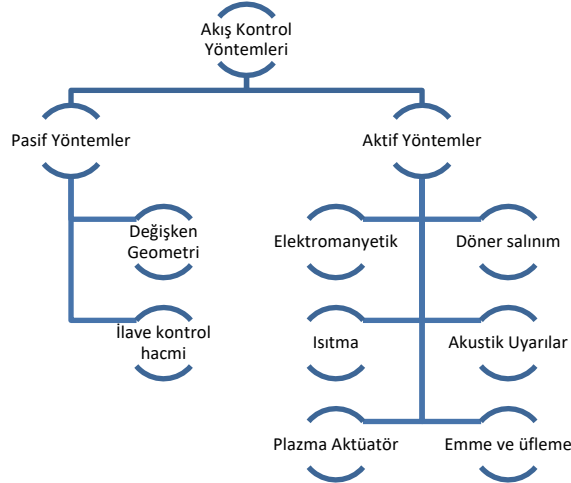 Akış Kontrol
Yöntemleri
Pasif Yöntemler
Aktif Yöntemler
Değişken
Geometri
Elektromanyetik
Döner salınım
İlave kontrol
hacmi
Isıtma
Akustik Uyarılar
Plazma Aktüatör
Emme ve üfleme